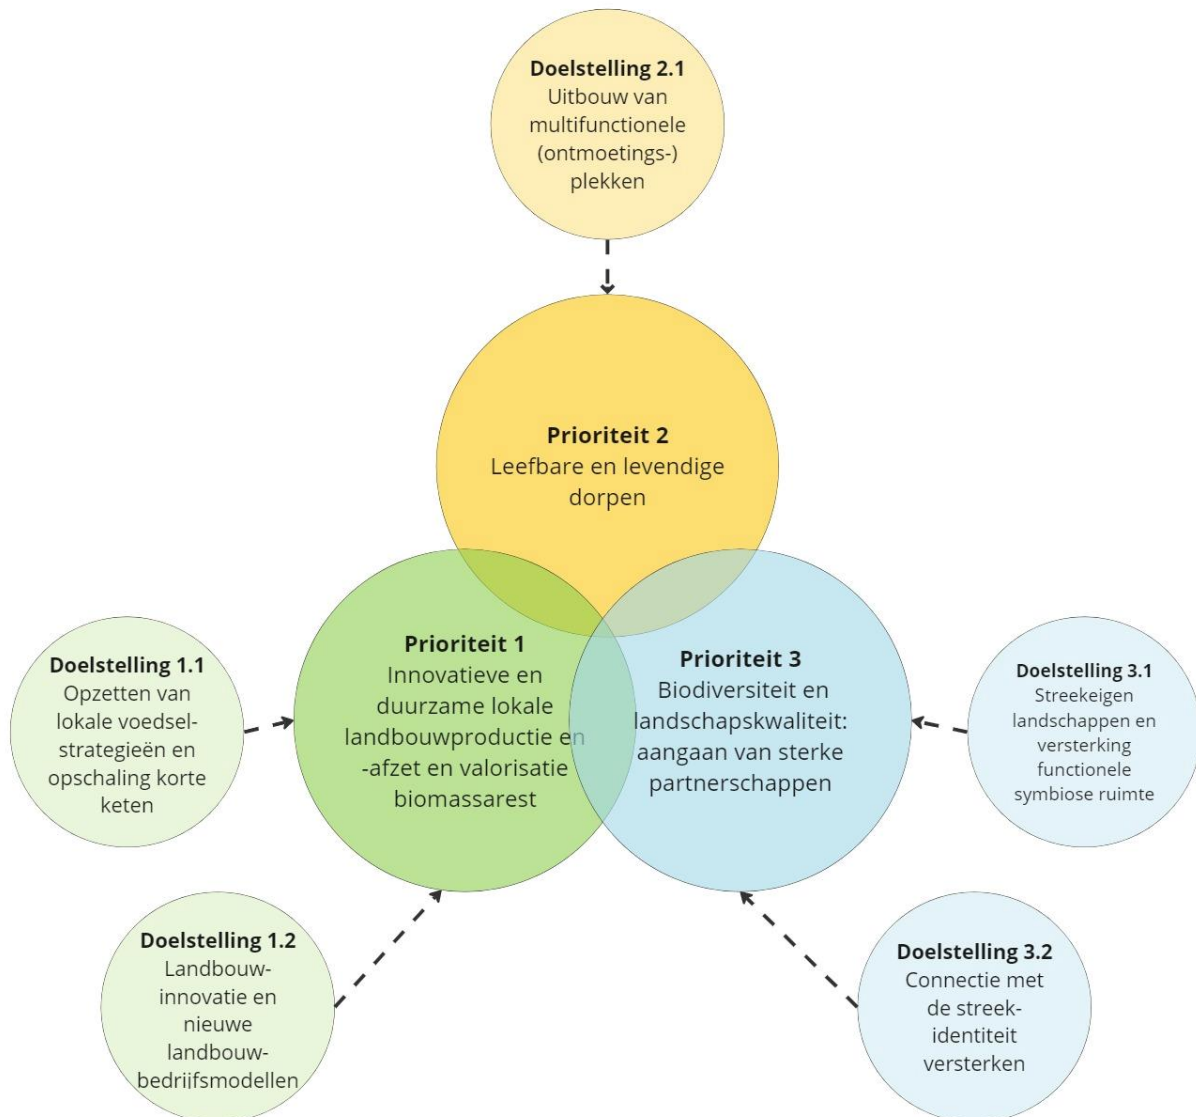 Doelstelling 2.1
Uitbouw van
multifunctionele
(ontmoetings-)
plekken
Prioriteit 2
Leefbare en levendige
dorpen
Prioriteit 1
Innovatieve en
duurzame lokale
landbouwproductie en
-afzet en valorisatie
biomassarest
Prioriteit 3
Biodiversiteit en
landschapskwaliteit:
aangaan van sterke
partnerschappen
Doelstelling 1.1
Opzetten van
lokale voedsel-
strategieën en
opschaling korte
keten
Doelstelling 3.1
Streekeigen
landschappen en
versterking
functionele
symbiose ruimte
Doelstelling 1.2
Landbouw-
innovatie en
nieuwe
landbouw-
bedrijfsmodellen
Doelstelling 3.2
Connectie met
de streek-
identiteit
versterken